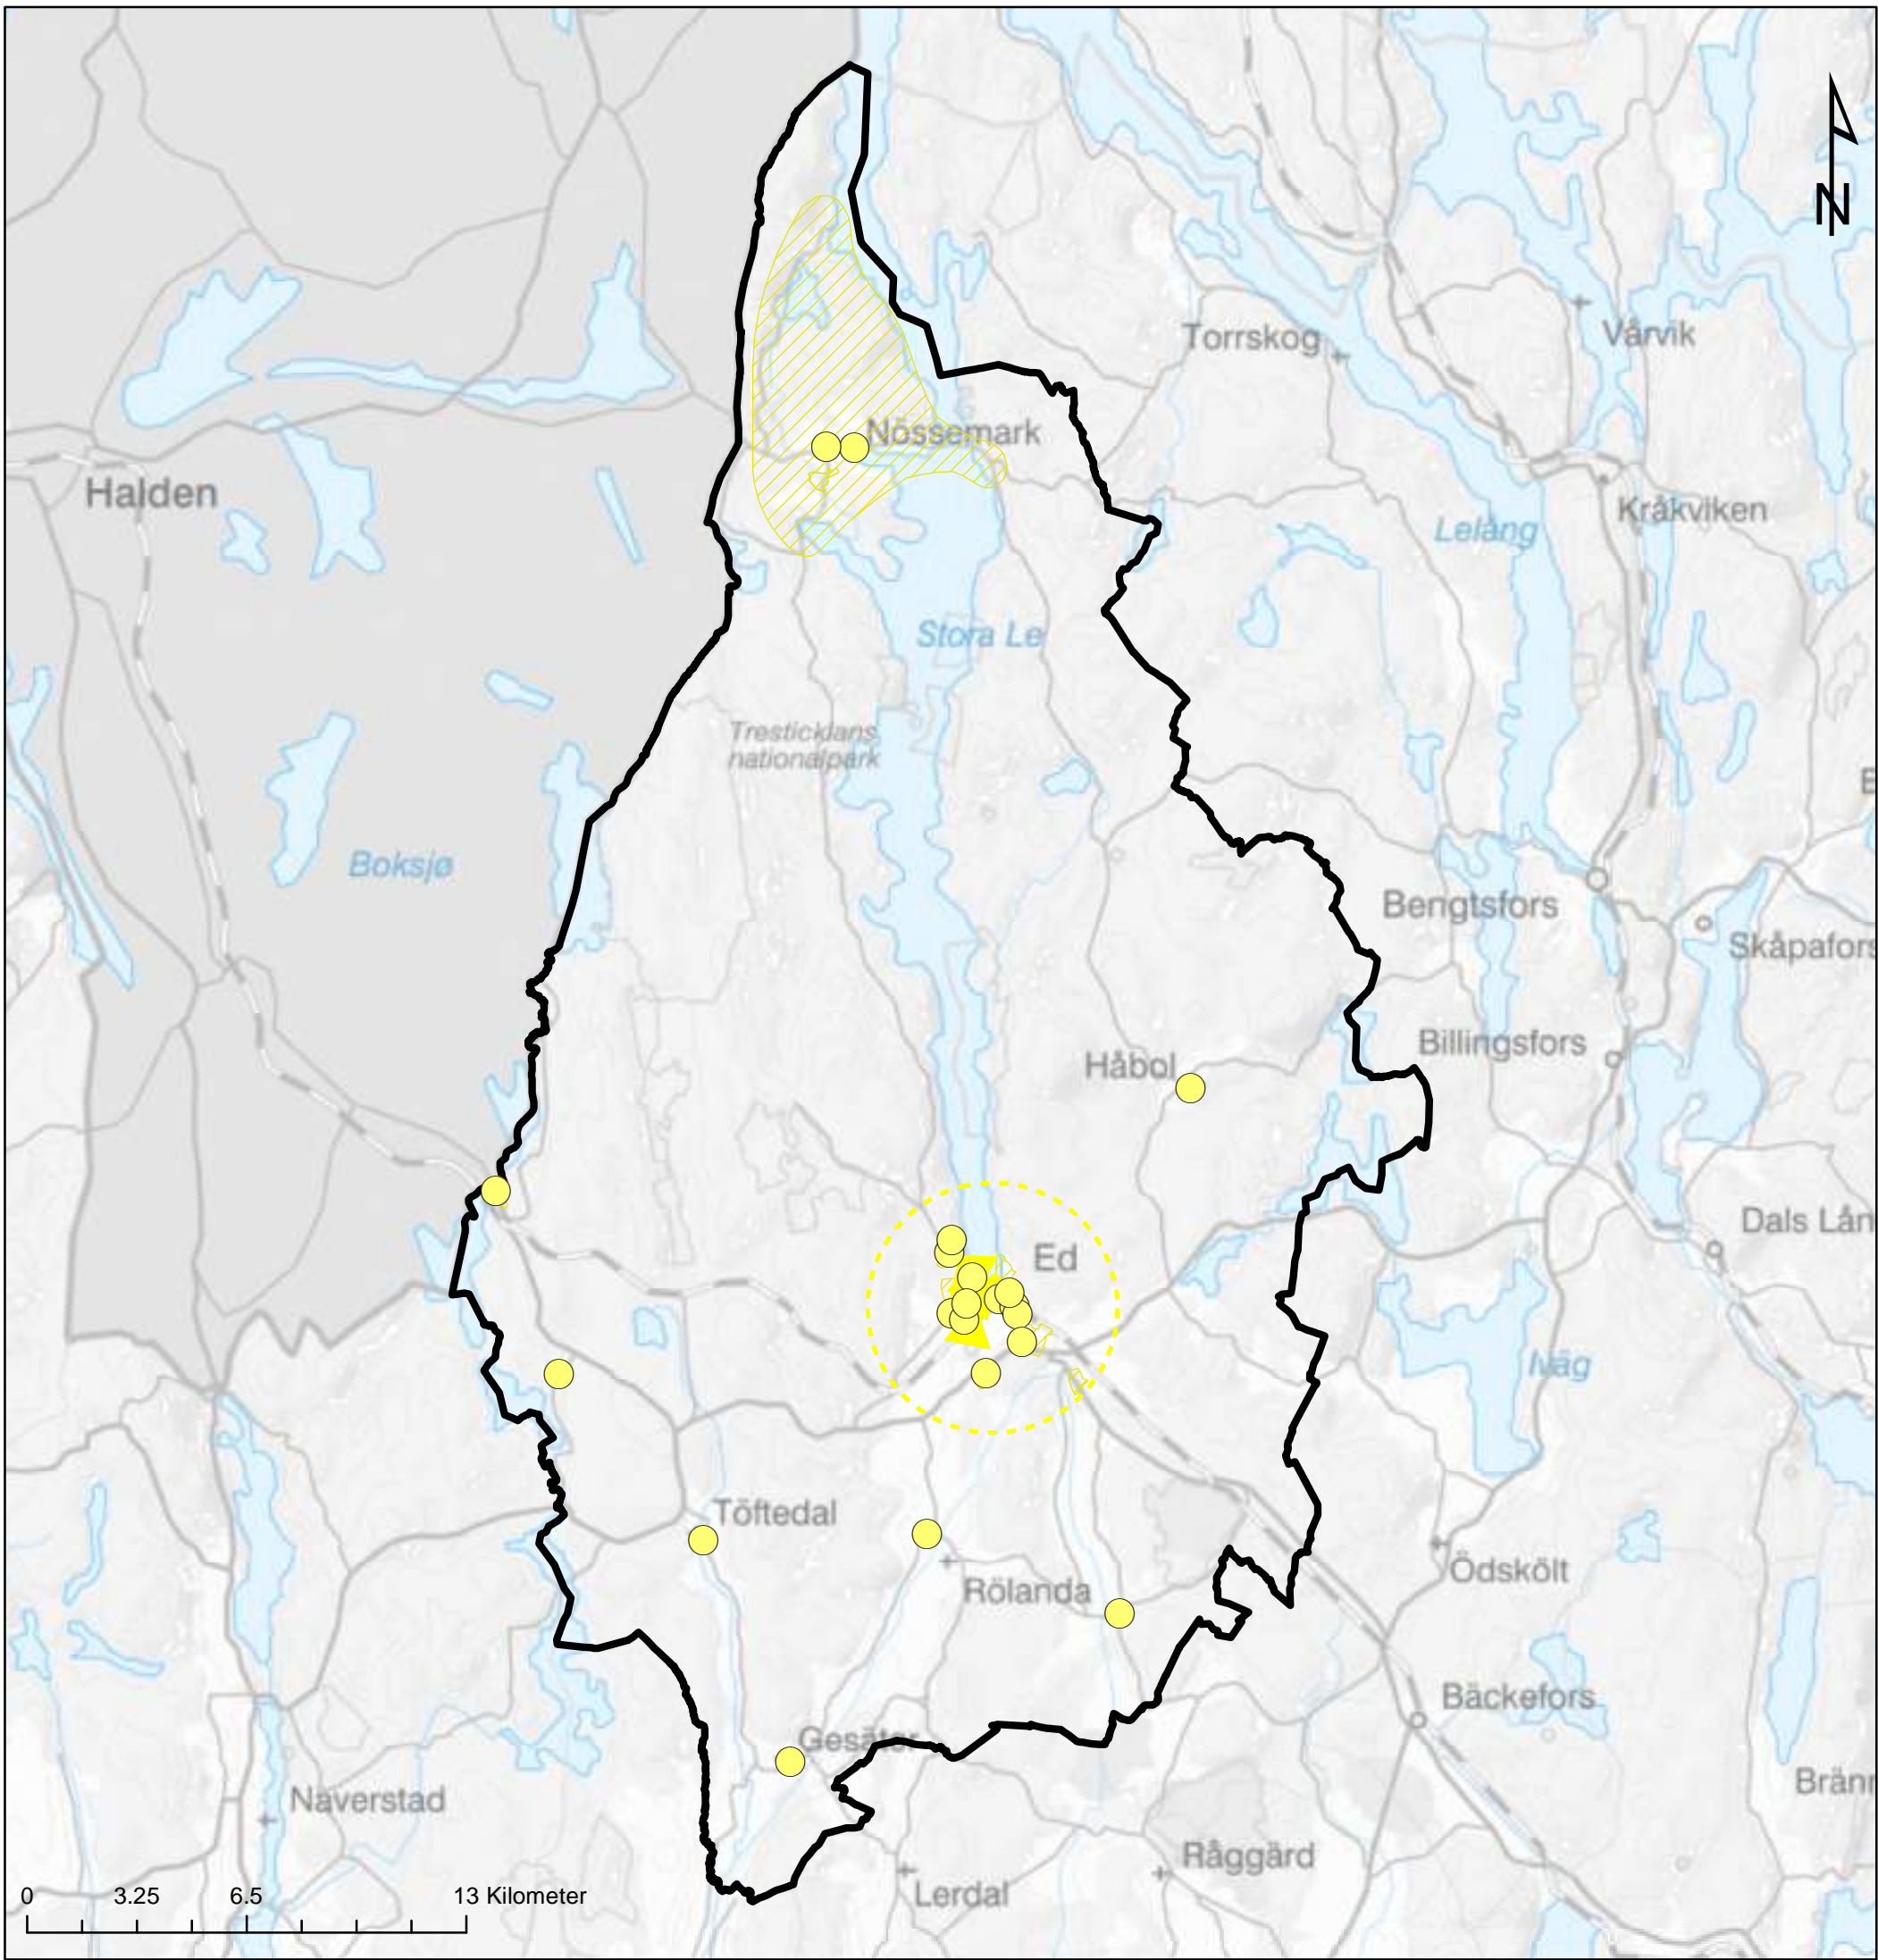 N
Torrskog
Vårvik
Nössemark
Halden
Kråkviken
Lelång
Stora Le
Tresticklans
nationalpark
Boksjø
Bengtsfors
Skåpafors
Billingsfors
Håbol
Dals Lån
Ed
Iväg
Töftedal
Ödskölt
Rölanda
Bäckefors
Gesäter
Bränn
Naverstad
Råggärd
Lerdal
0 3.25 6.5 13 Kilometer